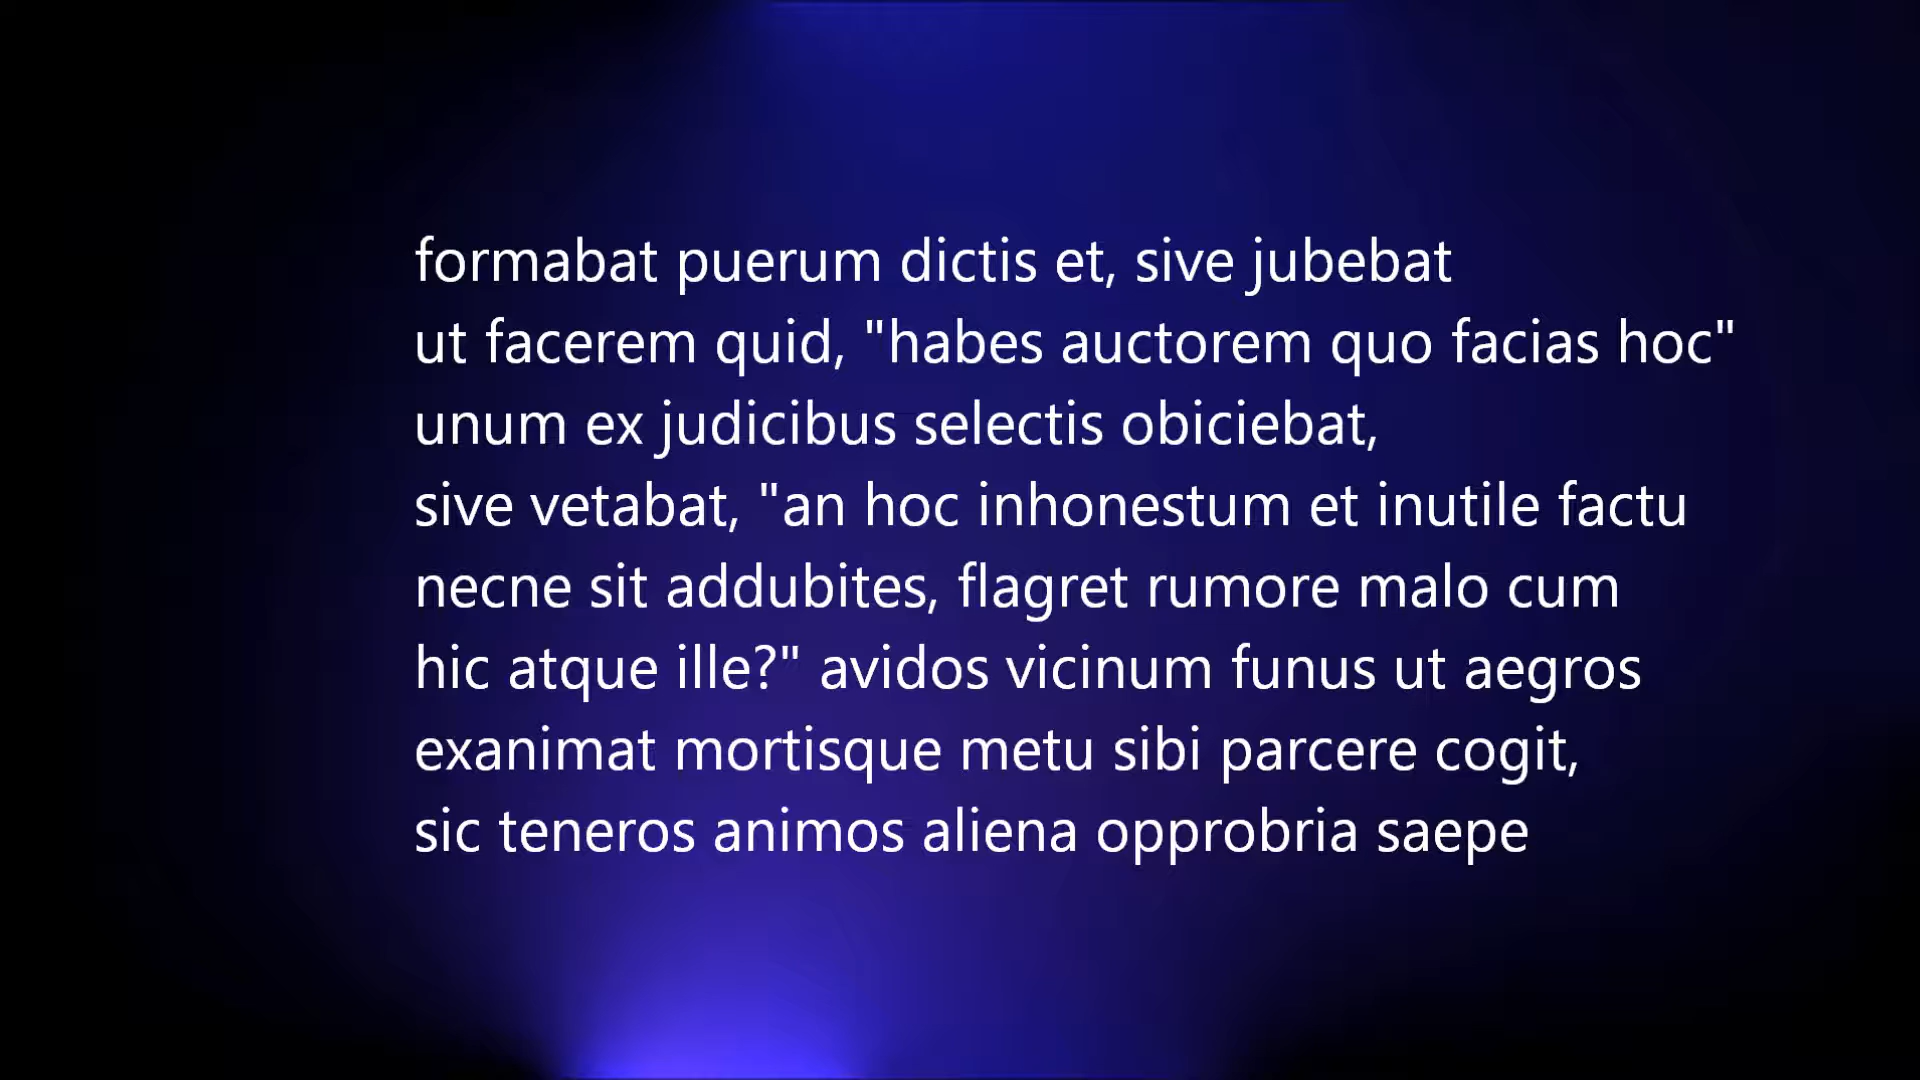 formabat puerum dictis et, sive jubebat
ut facerem quid, "habes auctorem quo facias hoc"
unum ex judicibus selectis obiciebat,
sive vetabat, "an hoc inhonestum et inutile factu
necne sit addubites, flagret rumore malo cum
hic atque ille?" avidos vicinum funus ut aegros
exanimat mortisque metu sibi parcere cogit,
sic teneros animos aliena opprobria saepe